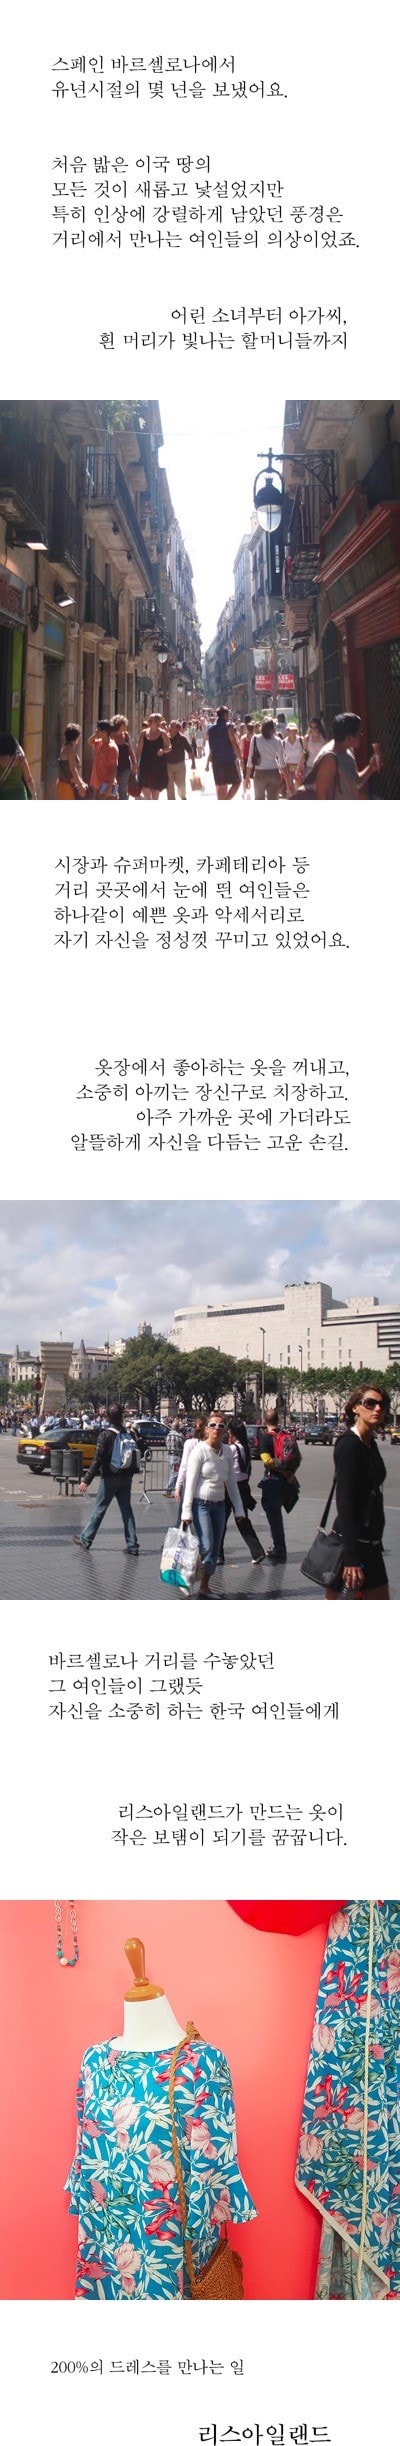 스페인 바르셀로나에서
유년시절의 몇 년을 보냈어요.
처음 밟은 이국 땅의
모든 것이 새롭고 낯설었지만
특히 인상에 강렬하게 남았던 풍경은
거리에서 만나는 여인들의 의상이었죠.
어린 소녀부터 아가씨,
흰 머리가 빛나는 할머니들까지
시장과 슈퍼마켓, 카페테리아 등
거리 곳곳에서 눈에 띈 여인들은
하나같이 예쁜 옷과 악세서리로
자기 자신을 정성껏 꾸미고 있었어요.
옷장에서 좋아하는 옷을 꺼내고,
소중히 아끼는 장신구로 치장하고.
아주 가까운 곳에 가더라도
알뜰하게 자신을 다듬는 고운 손길.
바르셀로나 거리를 수놓았던
그 여인들이 그랬듯
자신을 소중히 하는 한국 여인들에게
리스아일랜드가 만드는 옷이
작은 보탬이 되기를 꿈꿉니다.
200%의 드레스를 만나는 일
리스아일랜드